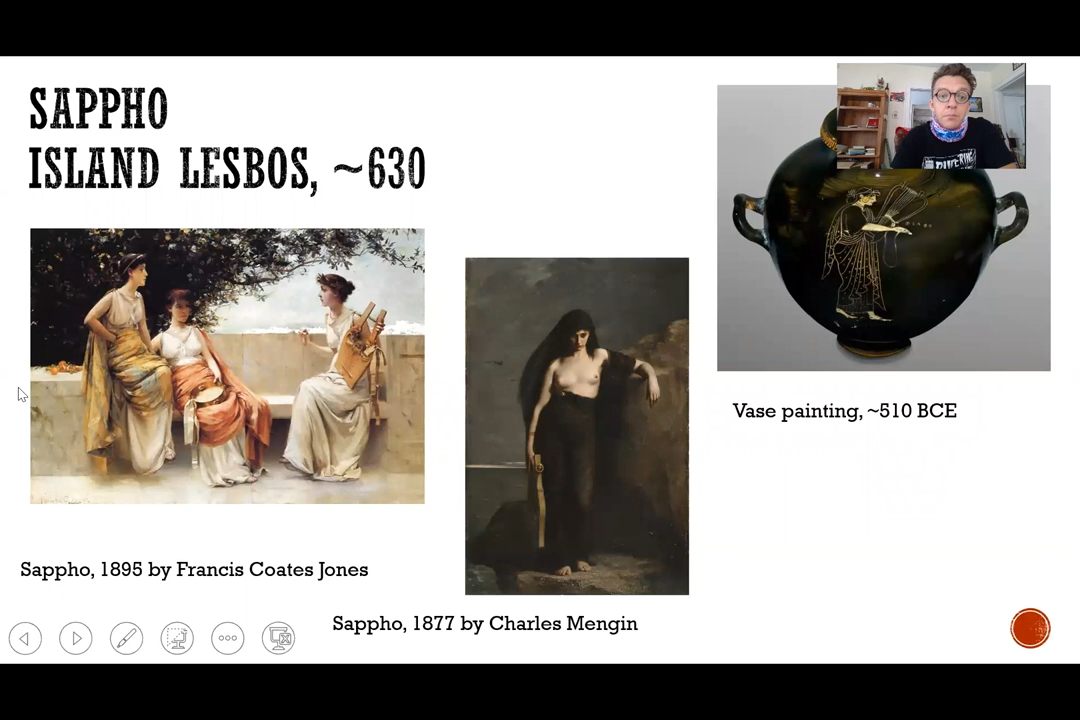 SAPPHO
ISLAND LESBOS, ~630
Vase painting, ~510 BCE
Sappho, 1895 by Francis Coates Jones
Sappho, 1877 by Charles Mengin